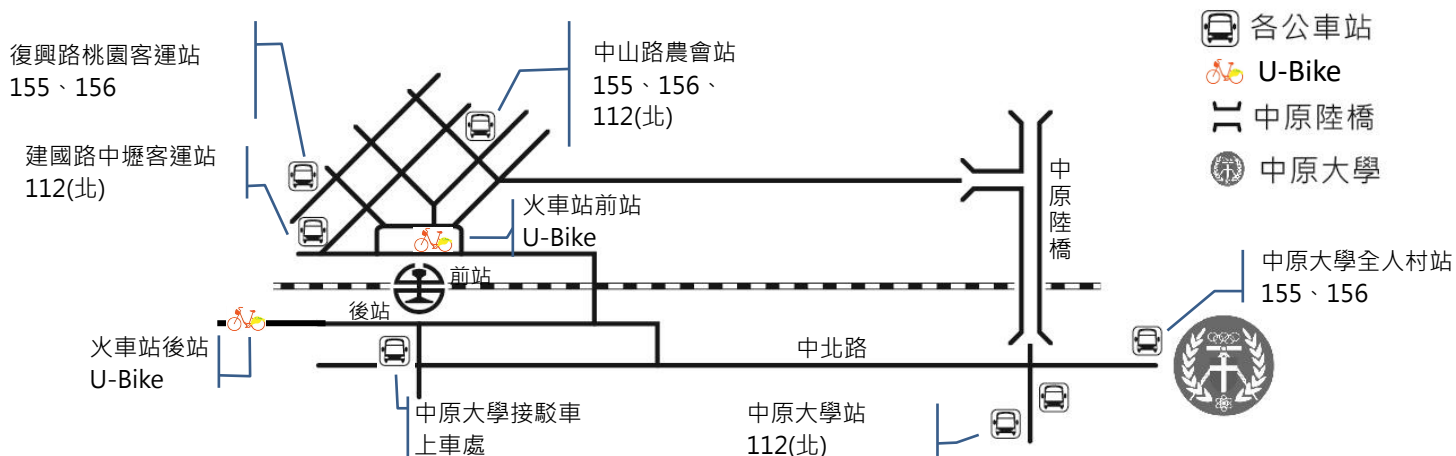 復興路桃園客運站
155、156
中山路農會站
155、156、
112(北)
各公車站
U-Bike
中原陸橋
中原大學
建國路中壢客運站
112(北)
火車站前站
U-Bike
中原陸橋
前站
後站
中原大學全人村站
155、156
火車站後站
U-Bike
中北路
中原大學接駁車
上車處
中原大學站
112(北)